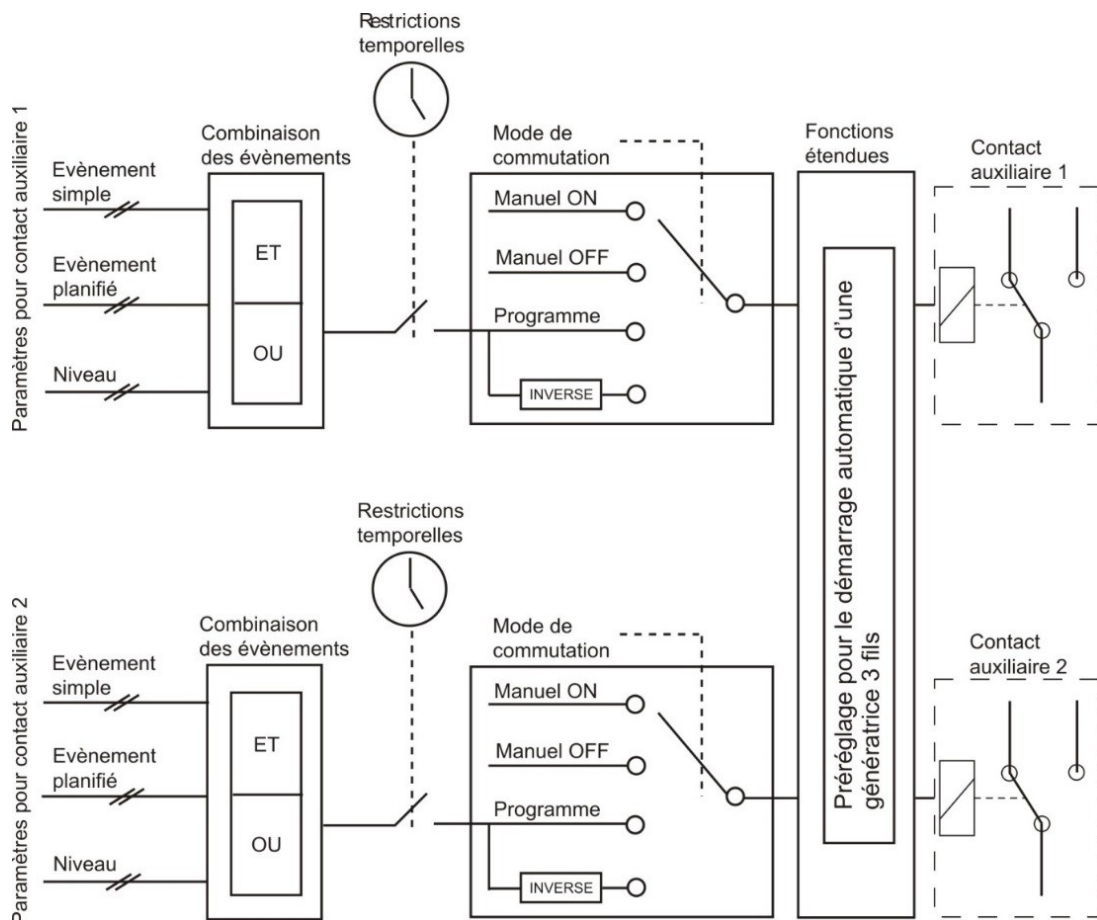 Restrictions
temporelles
Paramètres pour contact auxiliaire 1
Combinaison
des évènements
Mode de
commutation
Fonctions
étendues
Contact
auxiliaire 1
Evènement
simple
Manuel ON
ET
Evènement
planifié
Manuel OFF
Programme
OU
Niveau
INVERSE
Préréglage pour le démarrage automatique d'une
génératrice 3 fils
Restrictions
temporelles
Paramètres pour contact auxiliaire 2
Combinaison
des évènements
Mode de
commutation
Contact
auxiliaire 2
Evènement
simple
Manuel ON
ET
Evènement
planifié
Manuel OFF
Programme
OU
Niveau
INVERSE